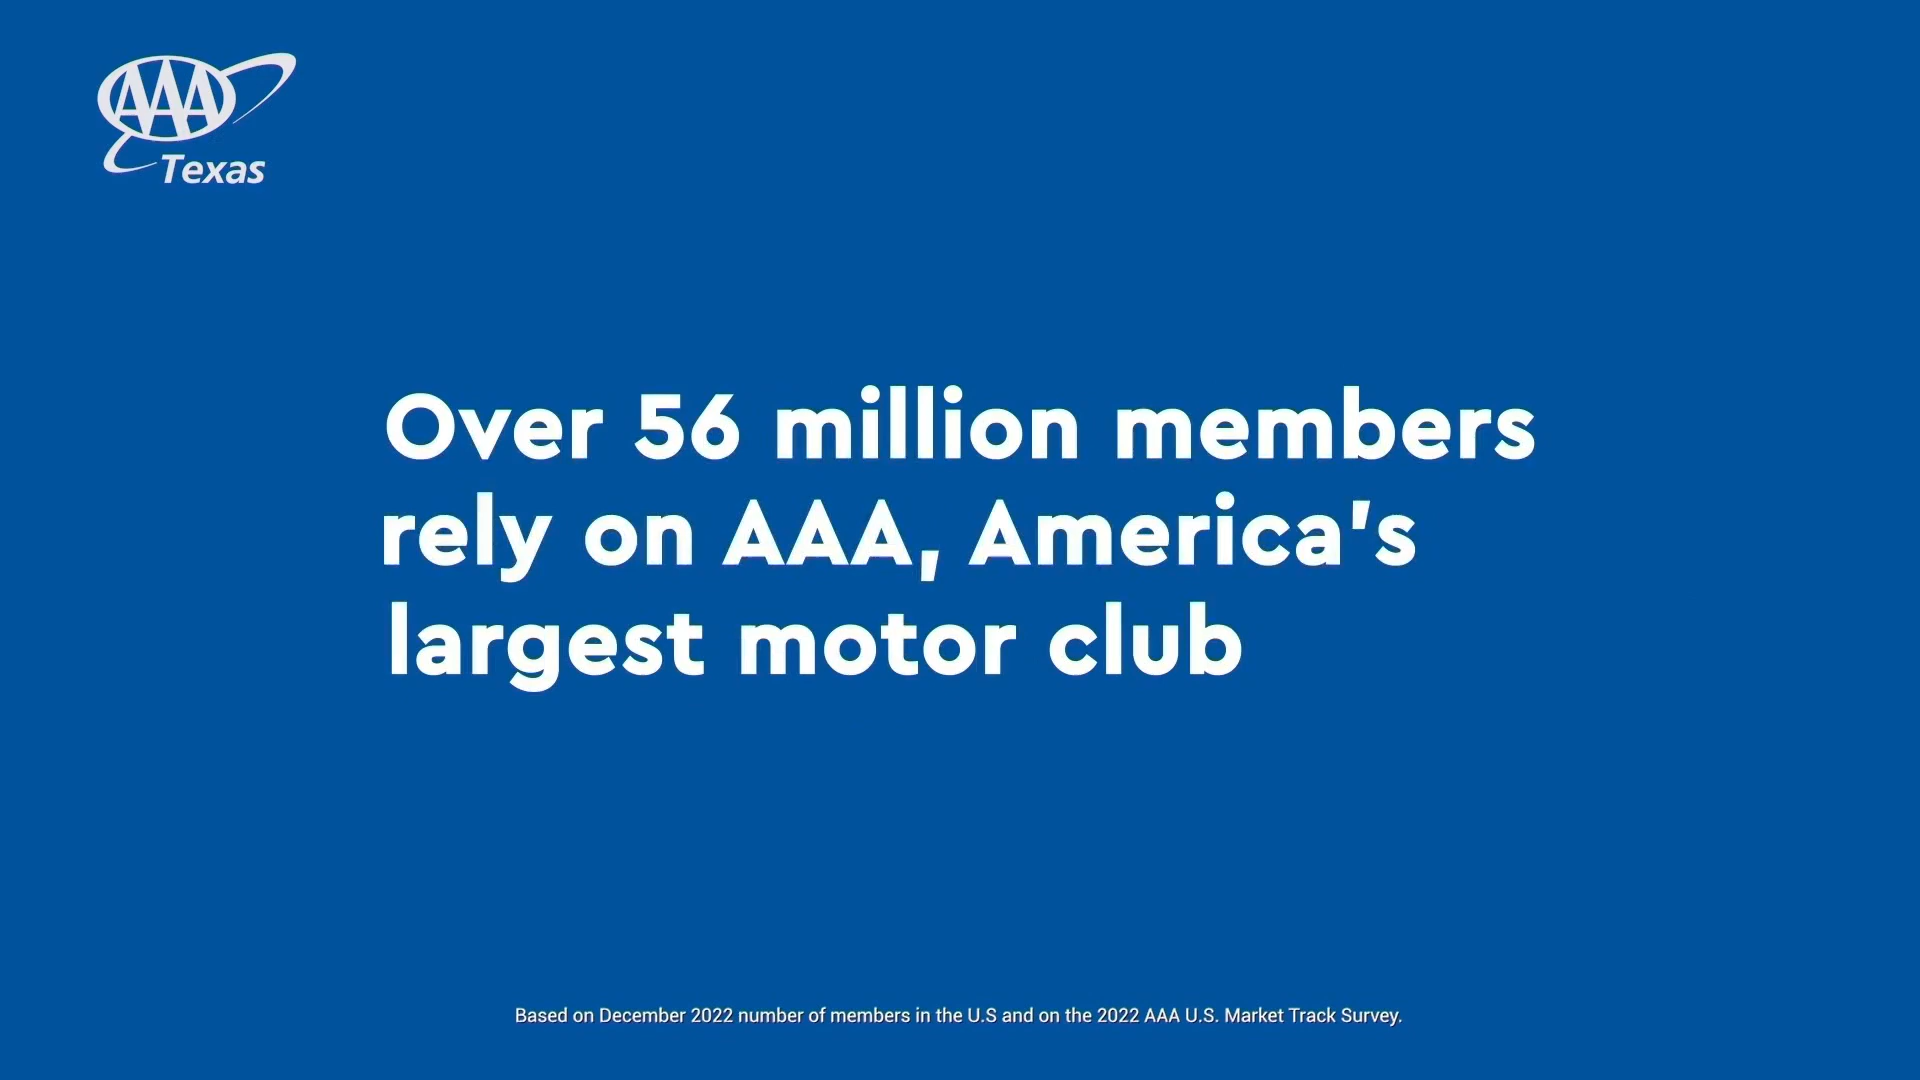 AAA
Texas
Over 56 million members
rely on AAA, America's
largest motor club
Based on December 2022 number of members in the U.S and on the 2022 AAA U.S. Market Track Survey.